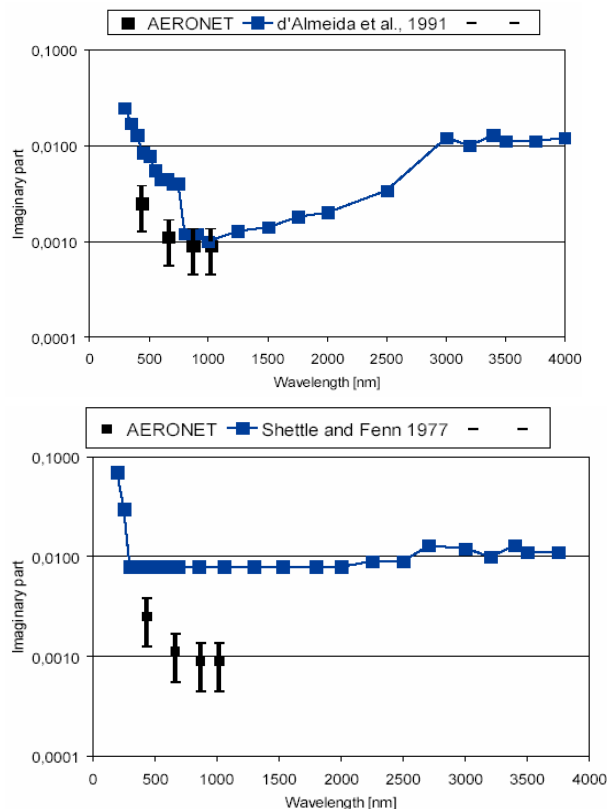 AERONET d'Almeida et al., 1991 – –
0,1000
0,0100
0,0010
0,0001
Imaginary part
0 500 1000 1500 2000 2500 3000 3500 4000
Wavelength [nm]
AERONET Shettle and Fenn 1977 – –
0,1000
0,0100
0,0010
0,0001
Imaginary part
0 500 1000 1500 2000 2500 3000 3500 4000
Wavelength [nm]